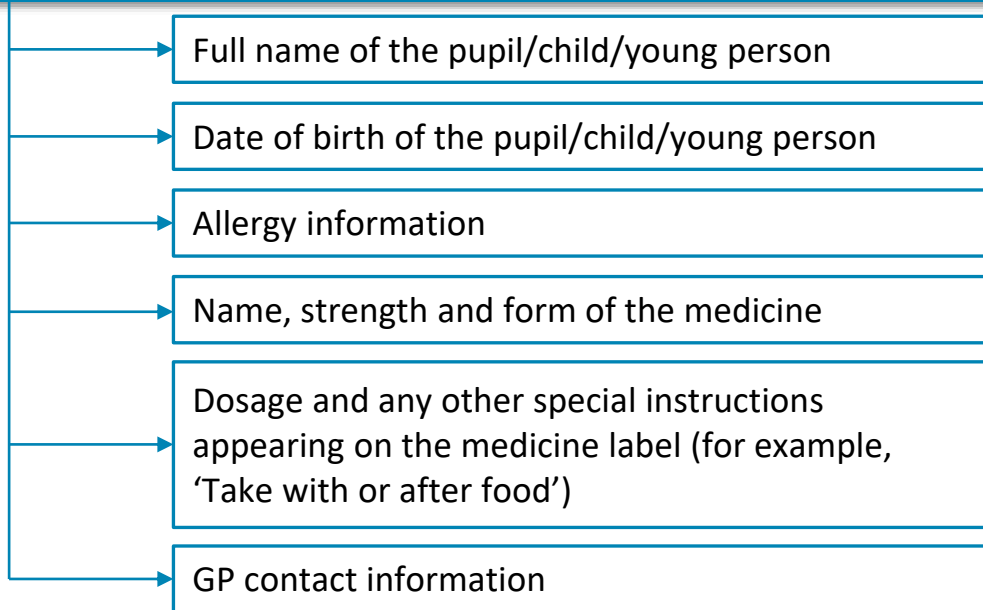 Full name of the pupil/child/young person
Date of birth of the pupil/child/young person
Allergy information
Name, strength and form of the medicine
Dosage and any other special instructions
appearing on the medicine label (for example,
‘Take with or after food’)
GP contact information